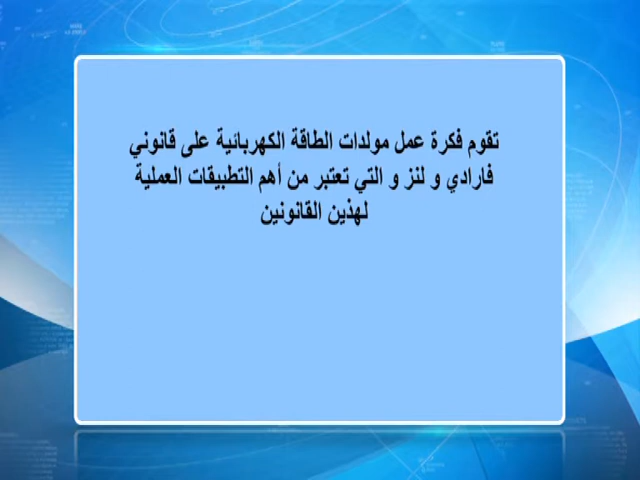 تقوم فكرة عمل مولدات الطاقة الكهربائية على قانوني
فارادي و لنز و التي تعتبر من أهم التطبيقات العملية
لهذين القانونين